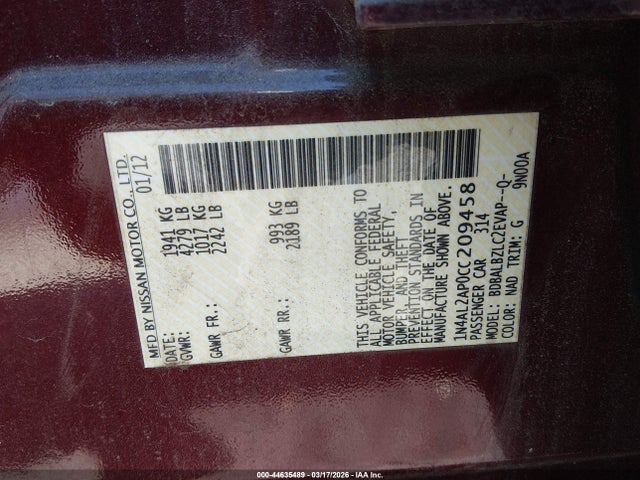 MFD BY NISSAN MOTOR CO., LTD.
DATE: 01/12
GVWR: 1941 KG
4279 LB
GAWR FR: 1017 KG
2242 LB
GAWR RR: 993 KG
2189 LB
THIS VEHICLE CONFORMS TO
ALL APPLICABLE FEDERAL
MOTOR VEHICLE SAFETY,
BUMPER, AND THEFT
PREVENTION STANDARDS IN
EFFECT ON THE DATE OF
MANUFACTURE SHOWN ABOVE.
1N4AL2AP0CC209458
PASSENGER CAR 314
MODEL: BDBALBZLC2EVAP--Q-
COLOR: NAD TRIM: G 9N00A
000-44635489 - 03/17/2026 - IAA Inc.